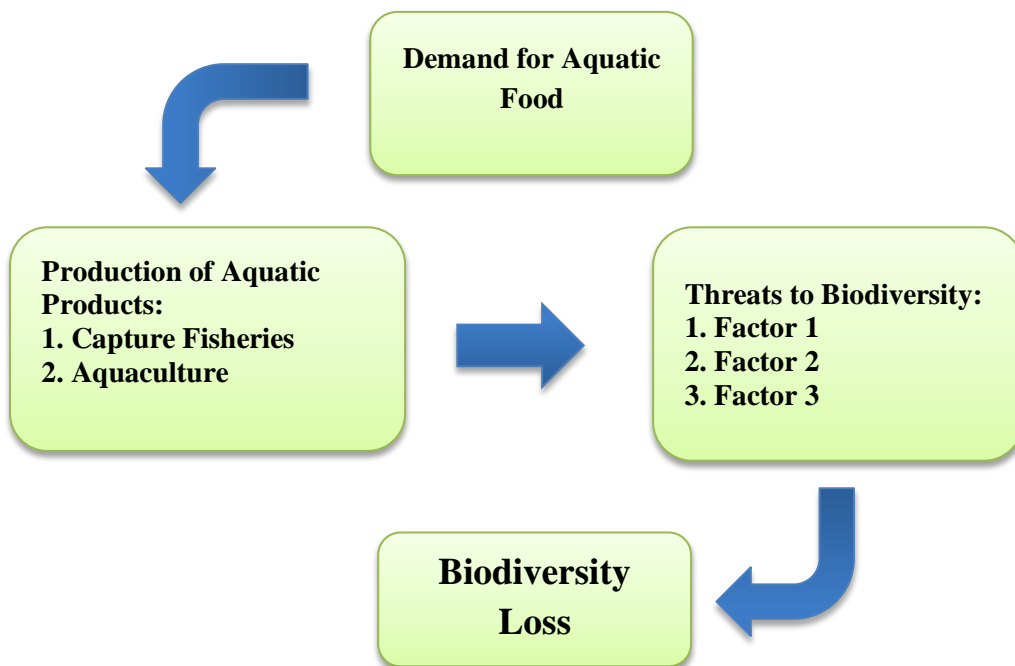 Demand for Aquatic
Food
Production of Aquatic
Products:
1. Capture Fisheries
2. Aquaculture
Threats to Biodiversity:
1. Factor 1
2. Factor 2
3. Factor 3
Biodiversity
Loss